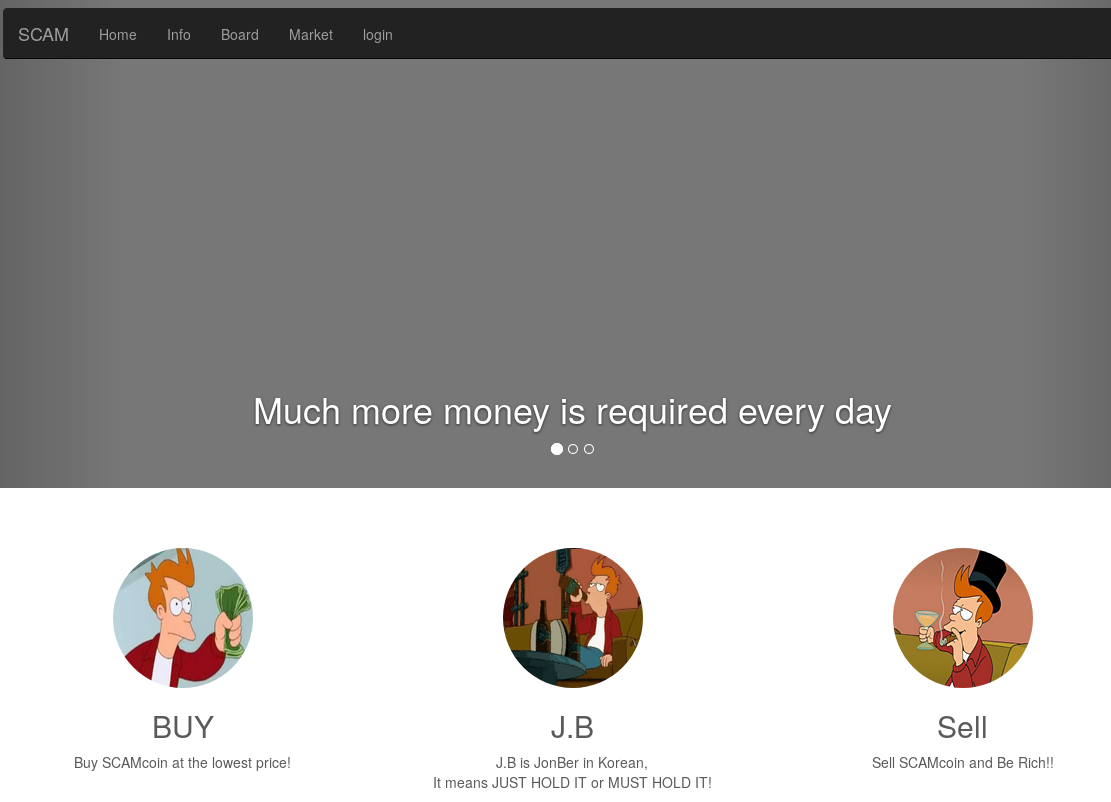 SCAM Home Info Board Market login
Much more money is required every day
BUY
Buy SCAMcoin at the lowest price!
J.B
J.B is JonBer in Korean,
It means JUST HOLD IT or MUST HOLD IT!
Sell
Sell SCAMcoin and Be Rich!!